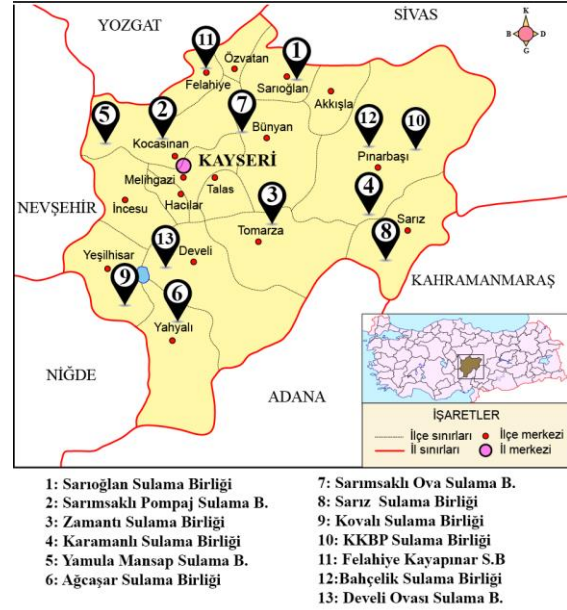 YOZGAT
SİVAS
K
B D
G
11
Özvatan
1
Felahiye
Sarıoğlan
Akkışla
5
2
7
12
10
Bünyan
Kocasinan
Pınarbaşı
KAYSERİ
Melihgazi
Talas
NEVŞEHİR
İncesu
Hacılar
3
4
Sarız
Tomarza
13
8
Yeşilhisar
Develi
9
6
KAHRAMANMARAŞ
Yahyalı
NİĞDE
ADANA
İŞARETLER
İlçe sınırları
İlçe merkezi
İl sınırları
İl merkezi
1: Sarıoğlan Sulama Birliği
2: Sarımsaklı Pompaj Sulama B.
3: Zamantı Sulama Birliği
4: Karamanlı Sulama Birliği
5: Yamula Mansap Sulama B.
6: Ağcaşar Sulama Birliği
7: Sarımsaklı Ova Sulama B.
8: Sarız Sulama Birliği
9: Kovalı Sulama Birliği
10: KKBP Sulama Birliği
11: Felahiye Kayapınar S.B
12:Bahçelik Sulama Birliği
13: Develi Ovası Sulama B.